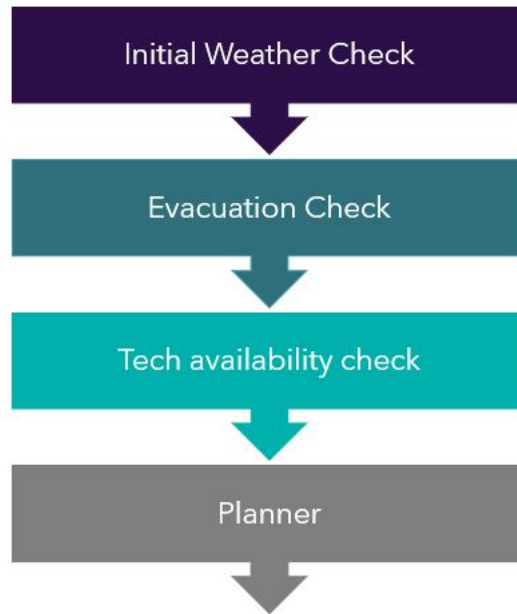 Initial Weather Check
Evacuation Check
Tech availability check
Planner